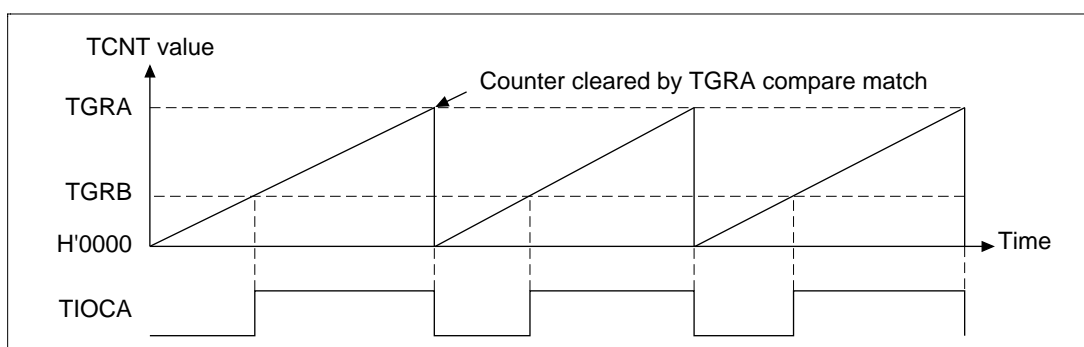 TCNT value
Counter cleared by TGRA compare match
TGRA
TGRB
H'0000
Time
TIOCA